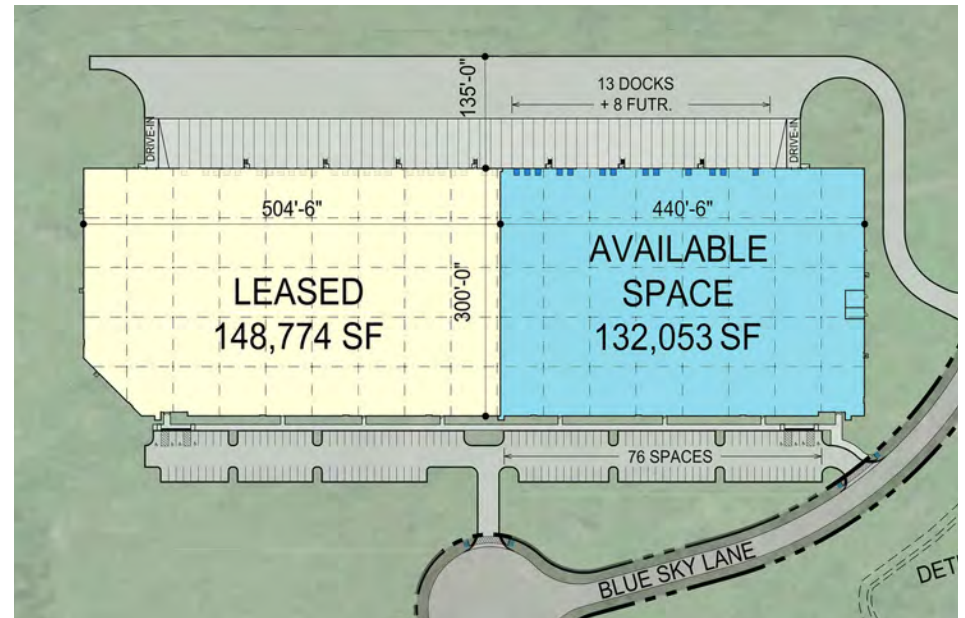 135'-0"
13 DOCKS
+ 8 FUTR.
DRIVE-IN
DRIVE-IN
504'-6"
440'-6"
300'-0"
LEASED
148,774 SF
AVAILABLE
SPACE
132,053 SF
76 SPACES
BLUE SKY LANE
DET